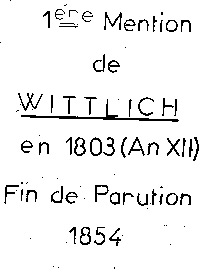 1ère Mention
de
WITTLICH
en 1803 (An XII)
Fin de Parution
1854